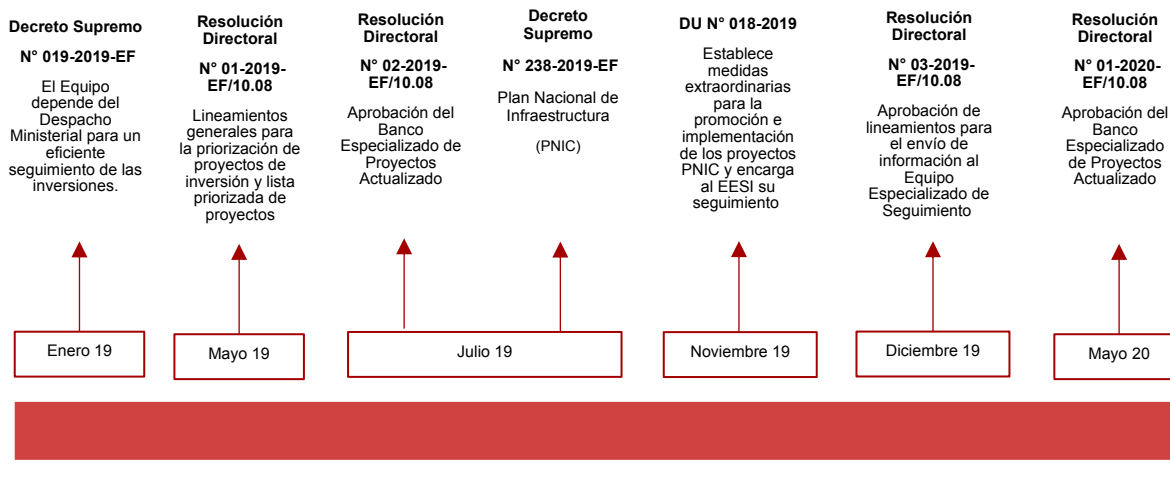 Decreto Supremo
N° 019-2019-EF
El Equipo
depende del
Despacho
Ministerial para un
eficiente
seguimiento de las
inversiones.
Resolución
Directoral
N° 01-2019-
EF/10.08
Lineamientos
generales para
la priorización de
proyectos de
inversión y lista
priorizada de
proyectos
Resolución
Directoral
N° 02-2019-
EF/10.08
Aprobación del
Banco
Especializado de
Proyectos
Actualizado
Decreto
Supremo
N° 238-2019-EF
Plan Nacional de
Infraestructura
(PNIC)
DU N° 018-2019
Establece
medidas
extraordinarias
para la
promoción e
implementación
de los proyectos
PNIC y encarga
al EESI su
seguimiento
Resolución
Directoral
N° 03-2019-
EF/10.08
Aprobación de
lineamientos para
el envío de
información al
Equipo
Especializado de
Seguimiento
Resolución
Directoral
N° 01-2020-
EF/10.08
Aprobación del
Banco
Especializado
de Proyectos
Actualizado
Enero 19
Mayo 19
Julio 19
Noviembre 19
Diciembre 19
Mayo 20